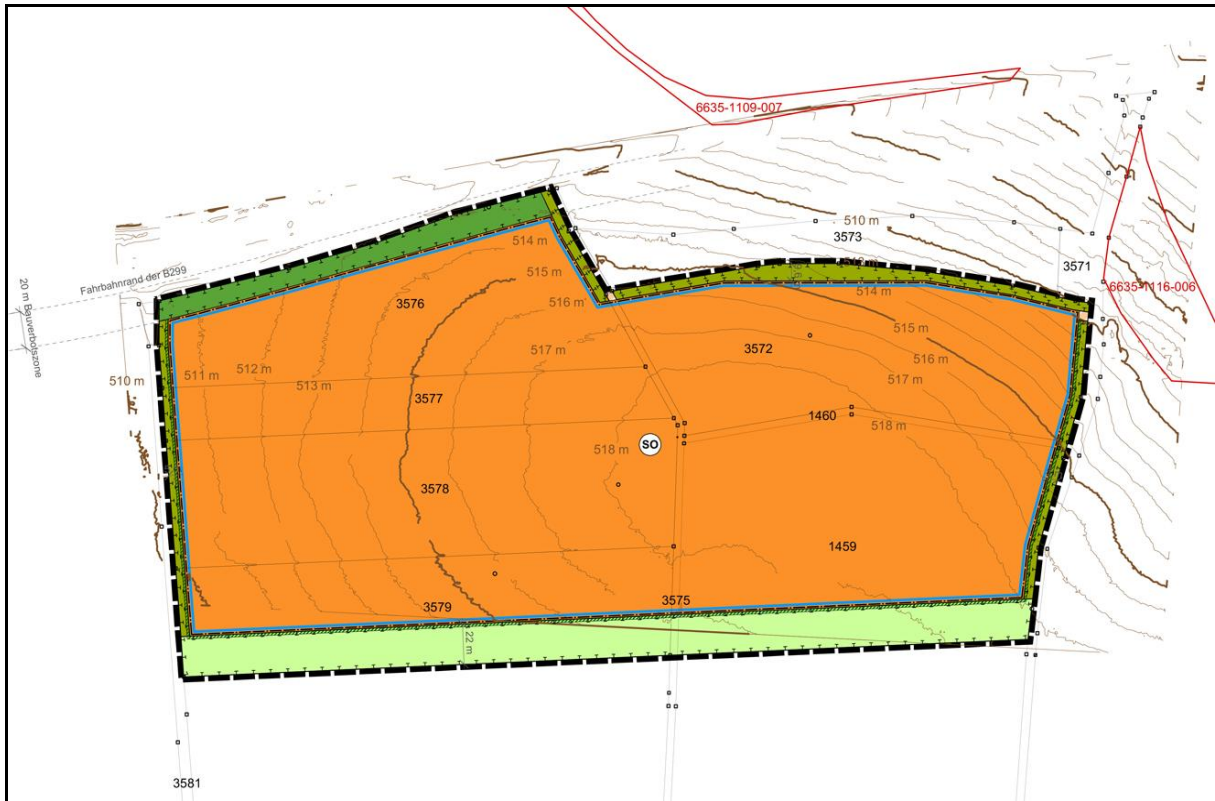 6635-1109-007
510 m
3573
514 m
3571
6635-1116-006
515 m
Fahrbahnrand der B299
20 m Bauverbotszone
516 m
3576
514 m
515 m
517 m
3572
516 m
510 m
511 m
512 m
513 m
517 m
3577
1460
518 m
518 m
SO
3578
1459
3579
3575
22 m
3581